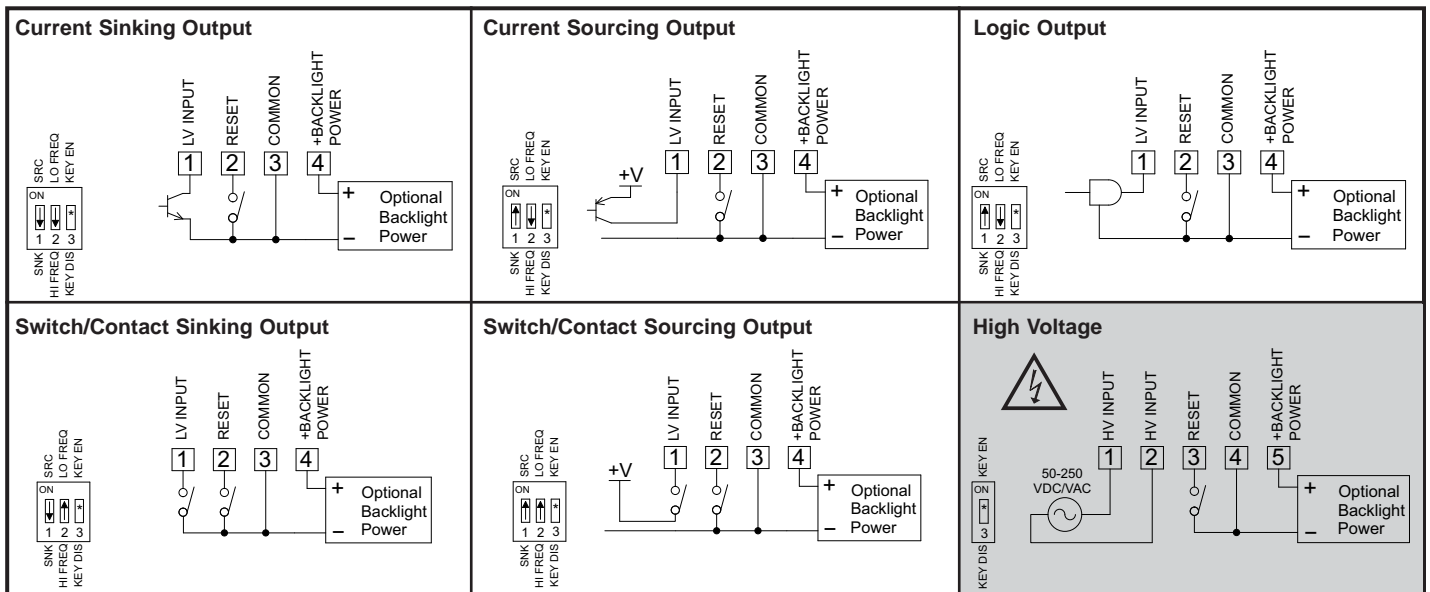 Current Sinking Output
SRC
LO FREQ
KEY EN
ON
1 2 3
*
SNK
HI FREQ
KEY DIS
LV INPUT
RESET
COMMON
+BACKLIGHT
POWER
1 2 3 4
+
Optional
Backlight
– Power
Current Sourcing Output
SRC
LO FREQ
KEY EN
ON
*
1 2 3
SNK
HI FREQ
KEY DIS
+V
LV INPUT
RESET
COMMON
+BACKLIGHT
POWER
1 2 3 4
+
Optional
Backlight
– Power
Logic Output
SRC
LO FREQ
KEY EN
ON
*
1 2 3
SNK
HI FREQ
KEY DIS
LV INPUT
RESET
COMMON
+BACKLIGHT
POWER
1 2 3 4
+
Optional
Backlight
– Power
Switch/Contact Sinking Output
SRC
LO FREQ
KEY EN
ON
*
1 2 3
SNK
HI FREQ
KEY DIS
LV INPUT
RESET
COMMON
+BACKLIGHT
POWER
1 2 3 4
+
Optional
Backlight
– Power
Switch/Contact Sourcing Output
SRC
LO FREQ
KEY EN
ON
*
1 2 3
SNK
HI FREQ
KEY DIS
+V
LV INPUT
RESET
COMMON
+BACKLIGHT
POWER
1 2 3 4
+
Optional
Backlight
– Power
High Voltage
KEY EN
ON
*
3
KEY DIS
50-250
VDC/VAC
HV INPUT
HV INPUT
RESET
COMMON
+BACKLIGHT
POWER
1 2 3 4 5
+
Optional
Backlight
– Power